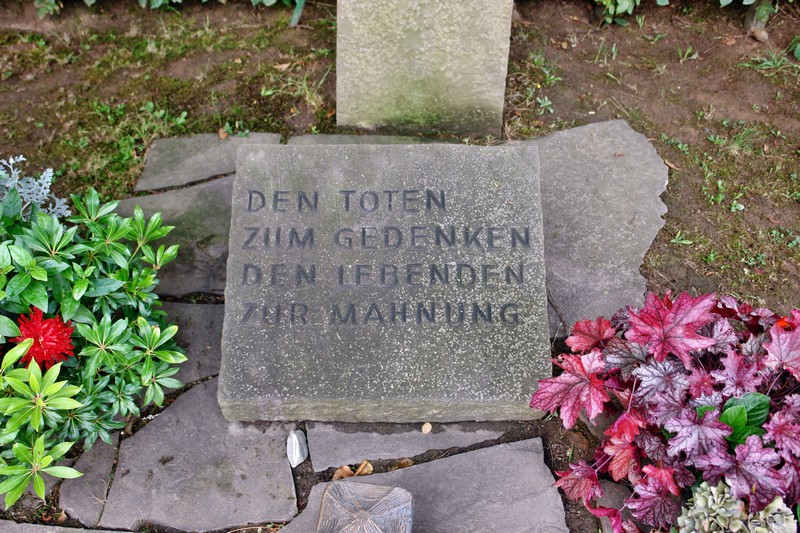 DEN TOTEN
ZUM GEDENKEN
DEN LEBENDEN
ZUR MAHNUNG